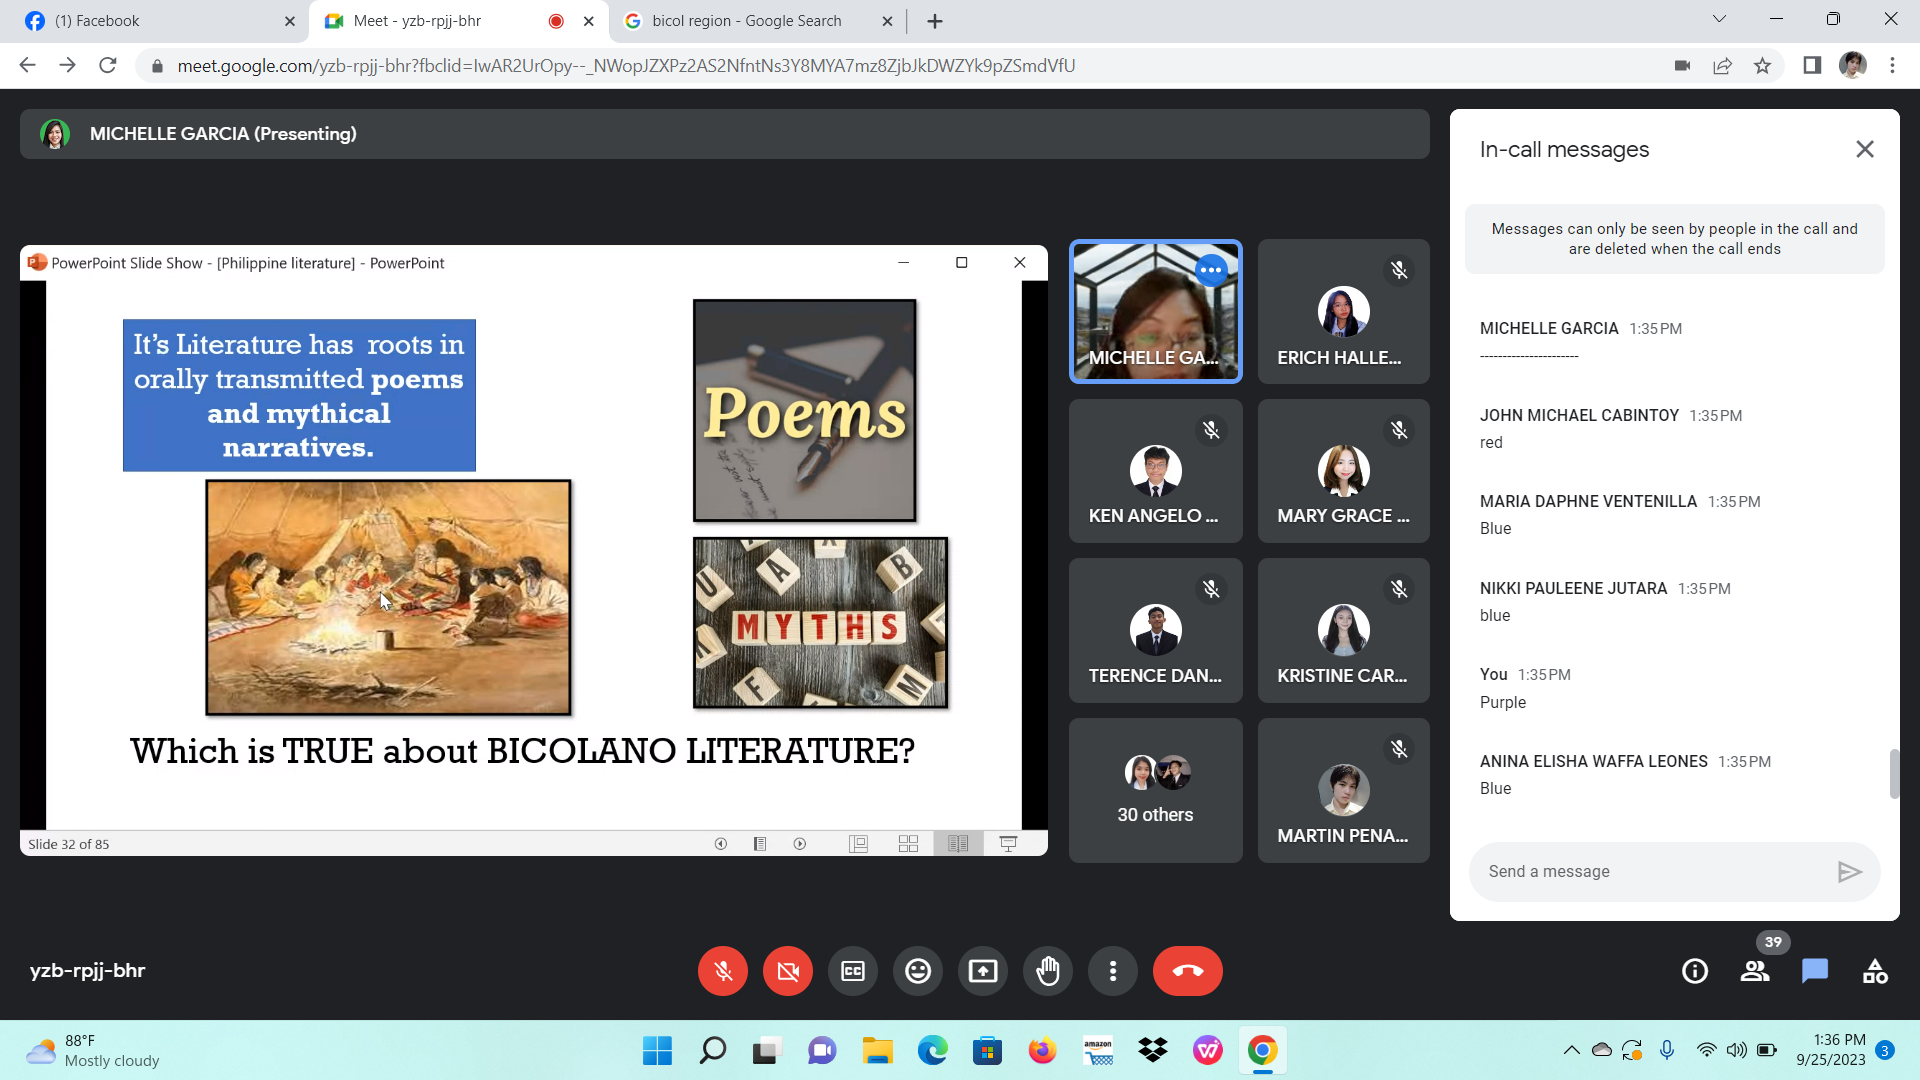 (1) Facebook
Meet - yzb-rpjj-bhr
bicol region - Google Search
meet.google.com/yzb-rpjj-bhr?fbclid=IwAR2UrOpy--_NWopJZXPz2AS2NfntNs3Y8MYA7mz8ZjbJkDWZYk9pZSmdVfU
MICHELLE GARCIA (Presenting)
PowerPoint Slide Show - [Philippine literature] - PowerPoint
It's Literature has roots in
orally transmitted poems
and mythical
narratives.
Poems
U A X B
MYTHS
F M
Which is TRUE about BICOLANO LITERATURE?
Slide 32 of 85
MICHELLE GA...
ERICH HALLE...
KEN ANGELO ...
MARY GRACE ...
TERENCE DAN...
KRISTINE CAR...
30 others
MARTIN PENA...
In-call messages
Messages can only be seen by people in the call and
are deleted when the call ends
MICHELLE GARCIA 1:35 PM
----------------------
JOHN MICHAEL CABINTOY 1:35 PM
red
MARIA DAPHNE VENTENILLA 1:35 PM
Blue
NIKKI PAULEENE JUTARA 1:35 PM
blue
You 1:35 PM
Purple
ANINA ELISHA WAFFA LEONES 1:35 PM
Blue
Send a message
yzb-rpjj-bhr
CC
39
88°F
Mostly cloudy
amazon
1:36 PM
9/25/2023
3